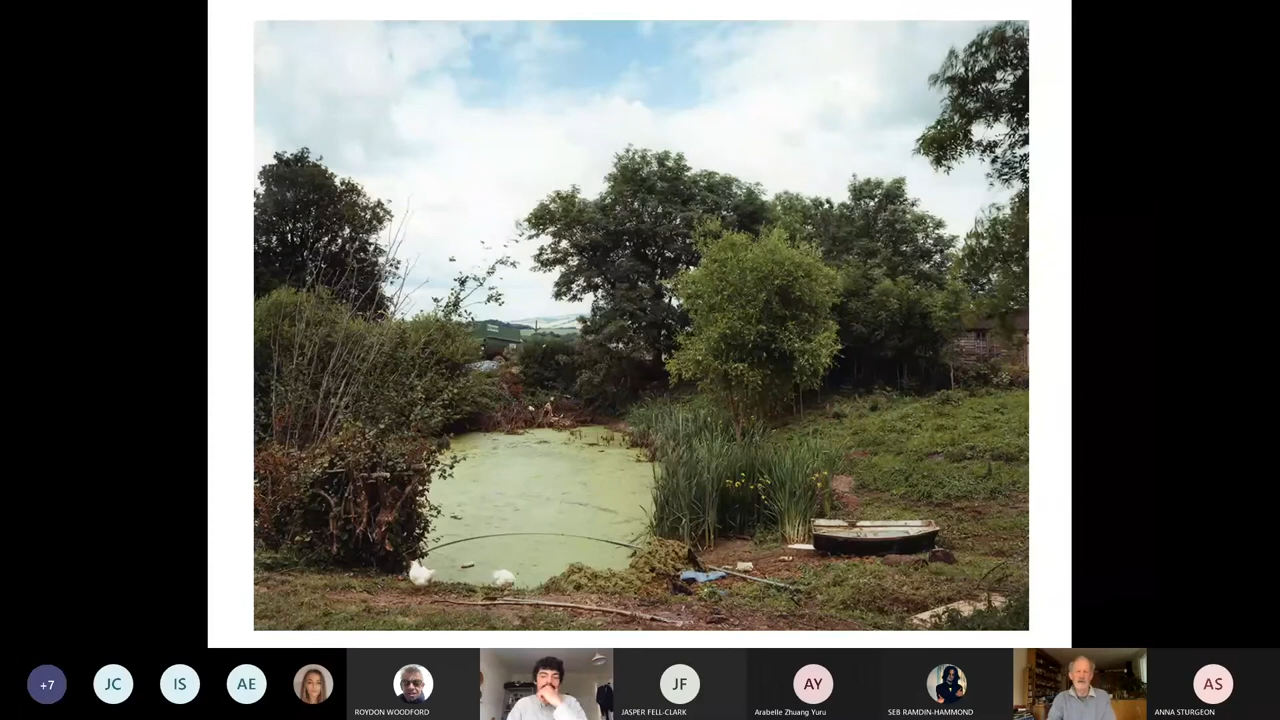 +7
JC
IS
AE
ROYDON WOODFORD
JF
JASPER FELL-CLARK
AY
Arabelle Zhuang Yuru
SEB RAMDIN-HAMMOND
AS
ANNA STURGEON